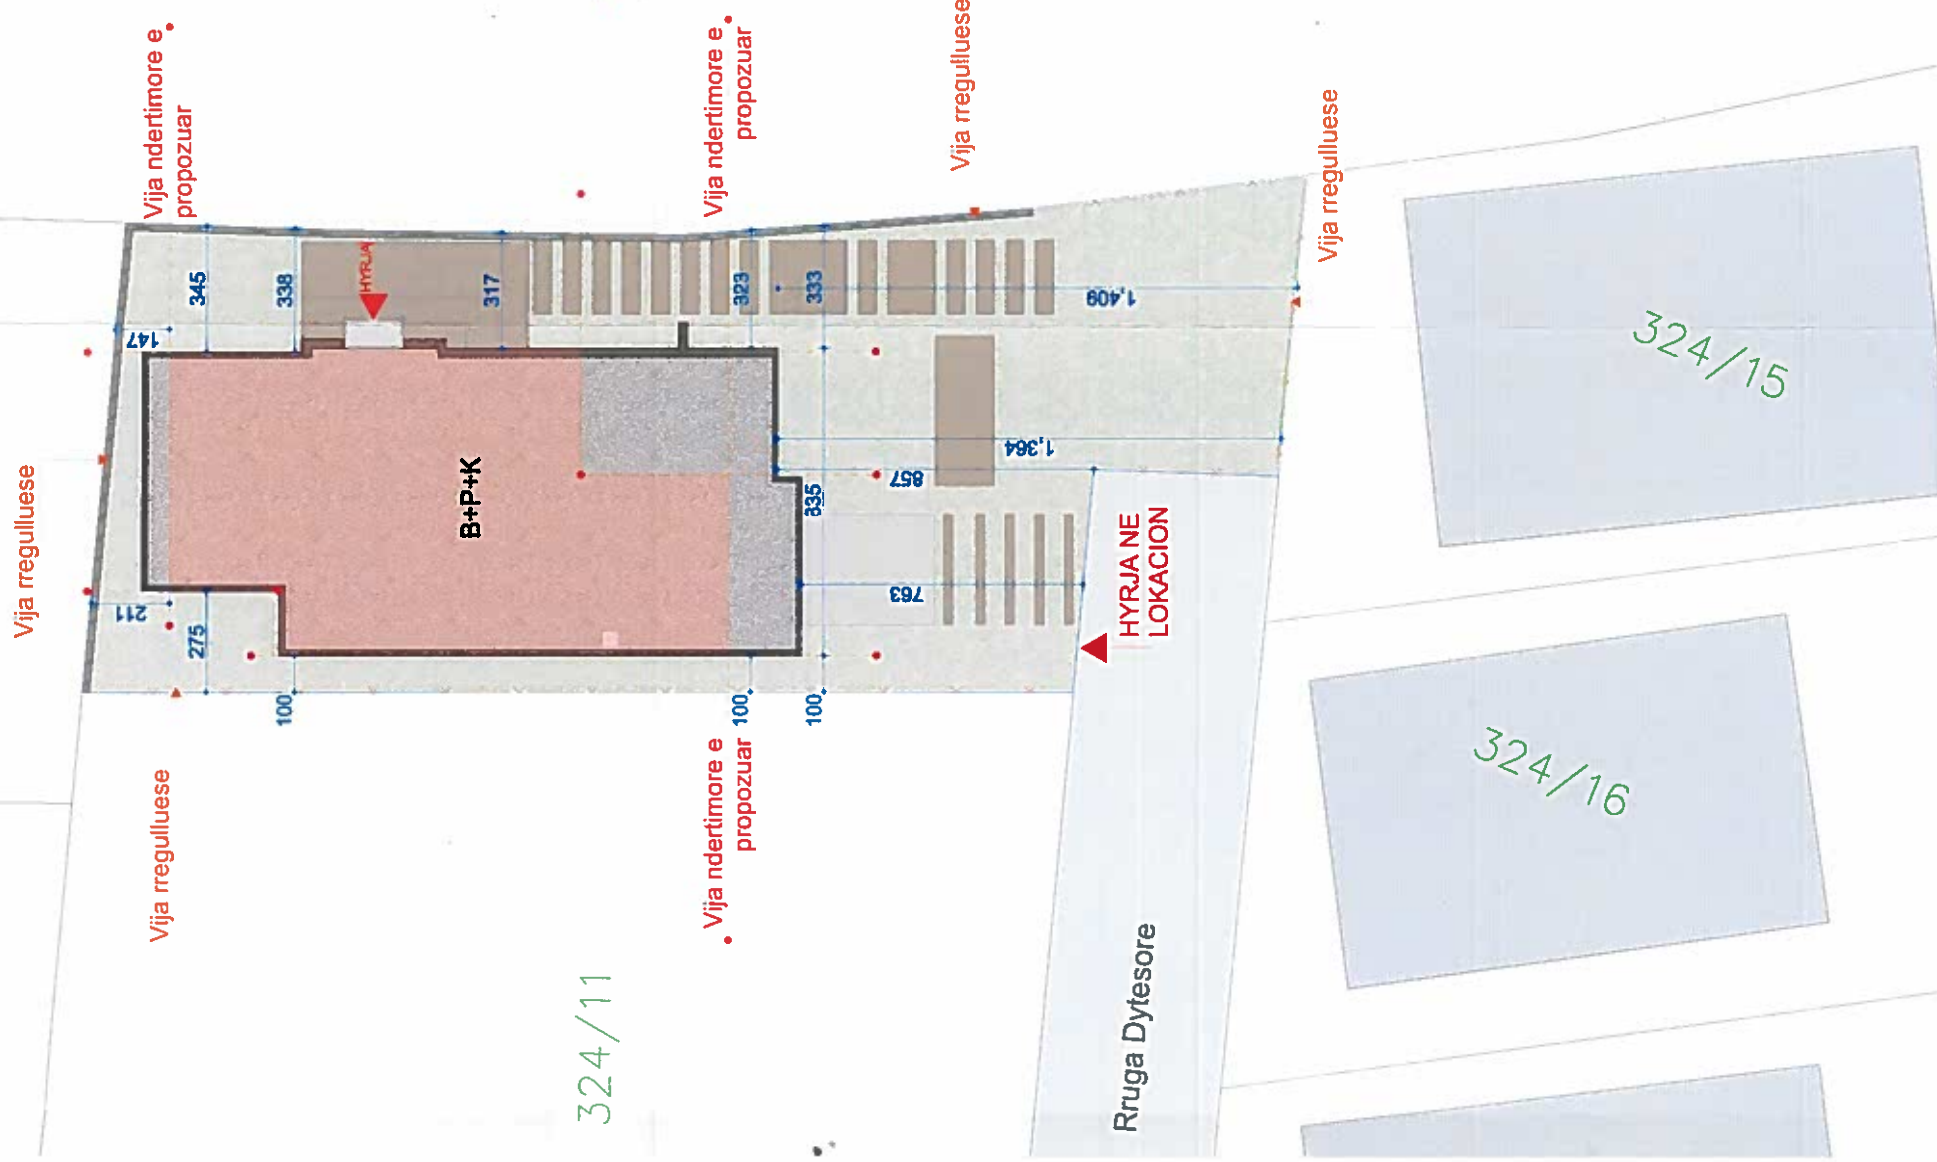 Vija ndertimore e
propozuar
Vija ndertimore e
propozuar
Vija rregulluese
Vija rregulluese
Vija rregulluese
345
338
HYRJA
317
323
333
1,409
147
324/15
B+P+K
1,364
857
835
763
HYRJA NE
LOKACION
211
275
100
100
100
Vija rregulluese
Vija ndertimore e
propozuar
324/16
324/11
Rruga Dytesore